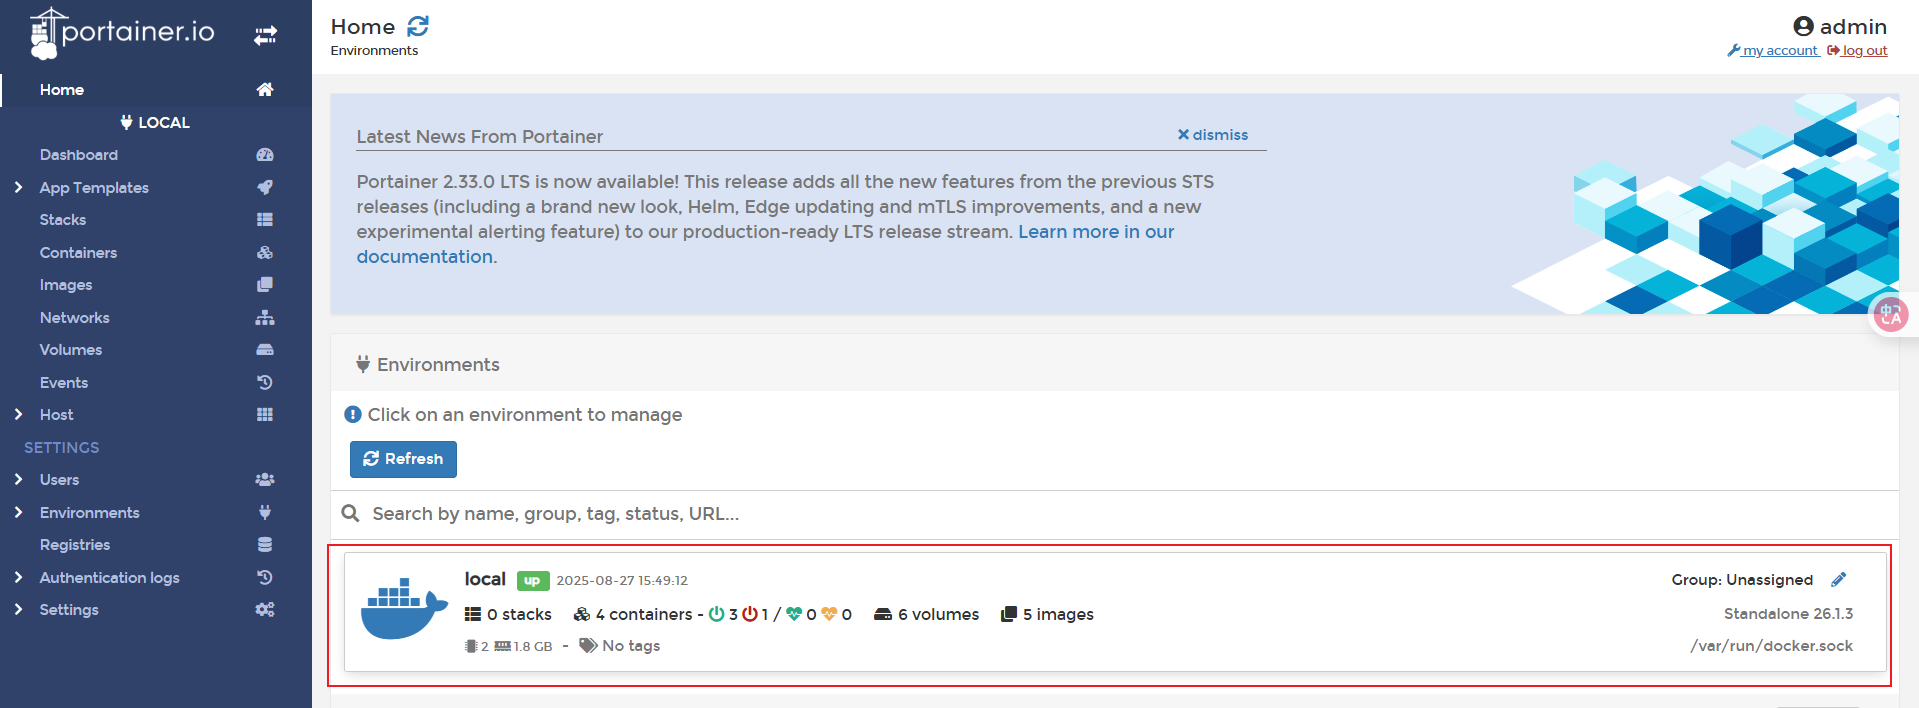 portainer.io
Home
LOCAL
Dashboard
App Templates
Stacks
Containers
Images
Networks
Volumes
Events
Host
SETTINGS
Users
Environments
Registries
Authentication logs
Settings
Home
Environments
admin
my account log out
Latest News From Portainer
dismiss
Portainer 2.33.0 LTS is now available! This release adds all the new features from the previous STS
releases (including a brand new look, Helm, Edge updating and mTLS improvements, and a new
experimental alerting feature) to our production-ready LTS release stream. Learn more in our
documentation.
中A
Environments
Click on an environment to manage
Refresh
Search by name, group, tag, status, URL...
local up 2025-08-27 15:49:12
Group: Unassigned
0 stacks 4 containers - 3 1 / 0 0 6 volumes 5 images
Standalone 26.1.3
2 1.8 GB - No tags
/var/run/docker.sock